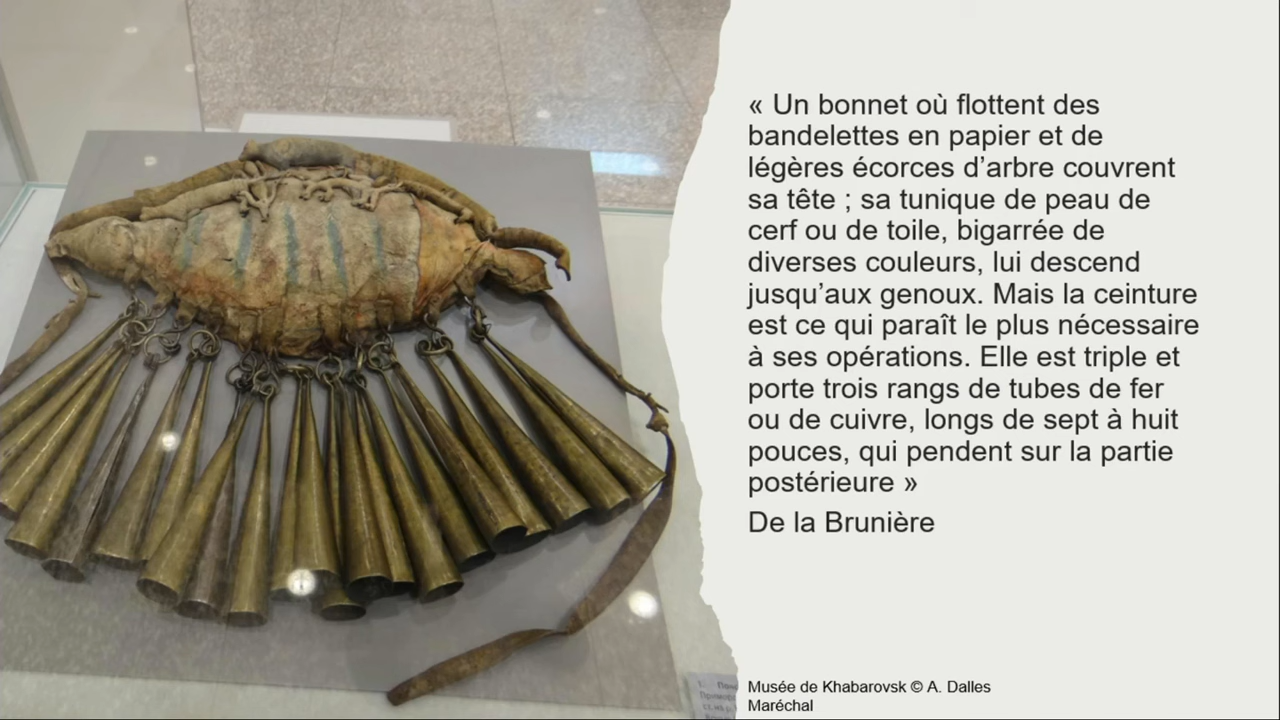 « Un bonnet où flottent des
bandelettes en papier et de
légères écorces d’arbre couvrent
sa tête ; sa tunique de peau de
cerf ou de toile, bigarrée de
diverses couleurs, lui descend
jusqu’aux genoux. Mais la ceinture
est ce qui paraît le plus nécessaire
à ses opérations. Elle est triple et
porte trois rangs de tubes de fer
ou de cuivre, longs de sept à huit
pouces, qui pendent sur la partie
postérieure »
De la Brunière
Musée de Khabarovsk © A. Dalles
Maréchal